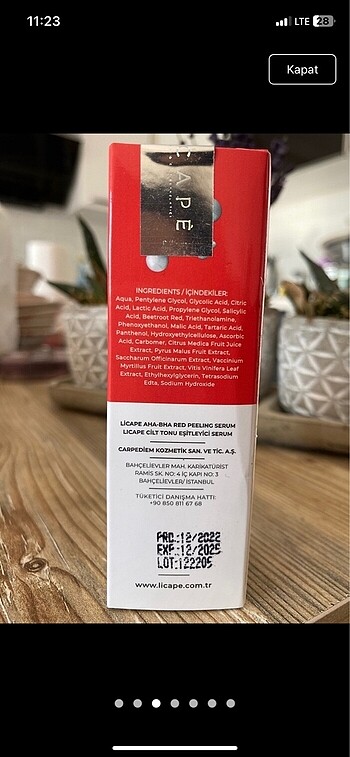 11:23
LTE 28
Kapat
CAPÊ
INGREDIENTS / İÇİNDEKİLER:
Aqua, Pentylene Glycol, Glycolic Acid, Citric
Acid, Lactic Acid, Propylene Glycol, Salicylic
Acid, Beetroot Red, Triethanolamine,
Phenoxyethanol, Malic Acid, Tartaric Acid,
Panthenol, Hydroxyethylcellulose, Ascorbic
Acid, Carbomer, Citrus Medica Fruit Juice
Extract, Pyrus Malus Fruit Extract,
Saccharum Officinarum Extract, Vaccinium
Myrtillus Fruit Extract, Vitis Vinifera Leaf
Extract, Ethylhexylglycerin, Tetrasodium
Edta, Sodium Hydroxide
LİCAPE AHA-BHA RED PEELING SERUM
LICAPE CİLT TONU EŞİTLEYİCİ SERUM
CARPEDİEM KOZMETİK SAN. VE TİC. A.Ş.
BAHÇELİEVLER MAH. KARİKATÜRİST
RAMİS SK. NO: 4 İÇ KAPI NO: 3
BAHÇELİEVLER/ İSTANBUL
TÜKETİCİ DANIŞMA HATTI:
+90 850 811 67 68
PRD:12/2022
EXP:12/2025
LOT:122205
www.licape.com.tr